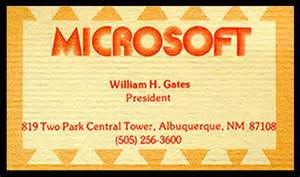 MICROSOFT
William H. Gates
President
819 Two Park Central Tower, Albuquerque, NM 87108
(505) 256-3600